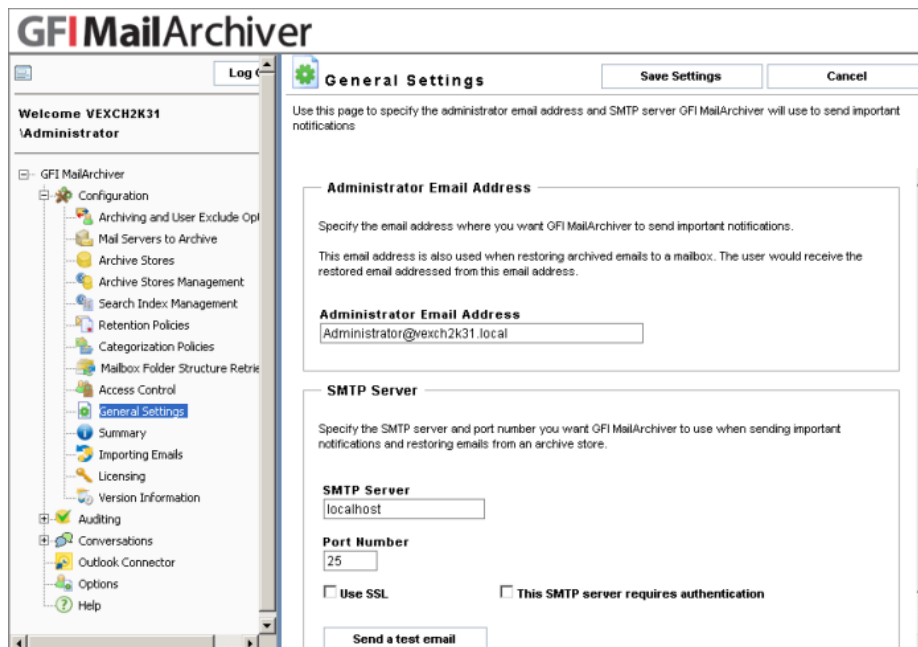 GFI MailArchiver
Log
Welcome VEXCH2K31
\Administrator
GFI MailArchiver
Configuration
Archiving and User Exclude
Mail Servers to Archive
Archive Stores
Archive Stores Management
Search Index Management
Retention Policies
Categorization Policies
Mailbox Folder Structure
Access Control
General Settings
Summary
Importing Emails
Licensing
Version Information
Auditing
Conversations
Outlook Connector
Options
Help
General Settings
Save Settings
Cancel
Use this page to specify the administrator email address and SMTP server GFI MailArchiver will use to send important
notifications
Administrator Email Address
Specify the email address where you want GFI MailArchiver to send important notifications.
This email address is also used when restoring archived emails to a mailbox. The user would receive the
restored email addressed from this email address.
Administrator Email Address
Administrator@vexch2k31.local
SMTP Server
Specify the SMTP server and port number you want GFI MailArchiver to use when sending important
notifications and restoring emails from an archive store.
SMTP Server
localhost
Port Number
25
Use SSL
This SMTP server requires authentication
Send a test email